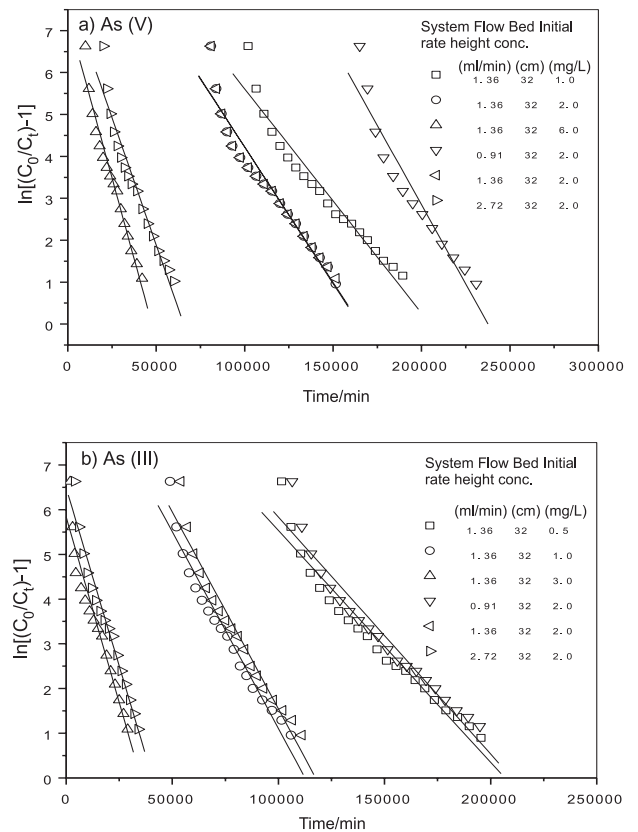 a) As (V)
System Flow Bed Initial
rate height conc.
(ml/min) (cm) (mg/L)
1.36 32 1.0
1.36 32 2.0
1.36 32 6.0
0.91 32 2.0
1.36 32 2.0
2.72 32 2.0
ln[(C0/Ct)-1]
6
5
4
3
2
1
0
0 50000 100000 150000 200000 250000 300000
Time/min
b) As (III)
System Flow Bed Initial
rate height conc.
(ml/min) (cm) (mg/L)
1.36 32 0.5
1.36 32 1.0
1.36 32 3.0
0.91 32 2.0
1.36 32 2.0
2.72 32 2.0
ln[(C0/Ct)-1]
7
6
5
4
3
2
1
0
0 50000 100000 150000 200000 250000
Time/min